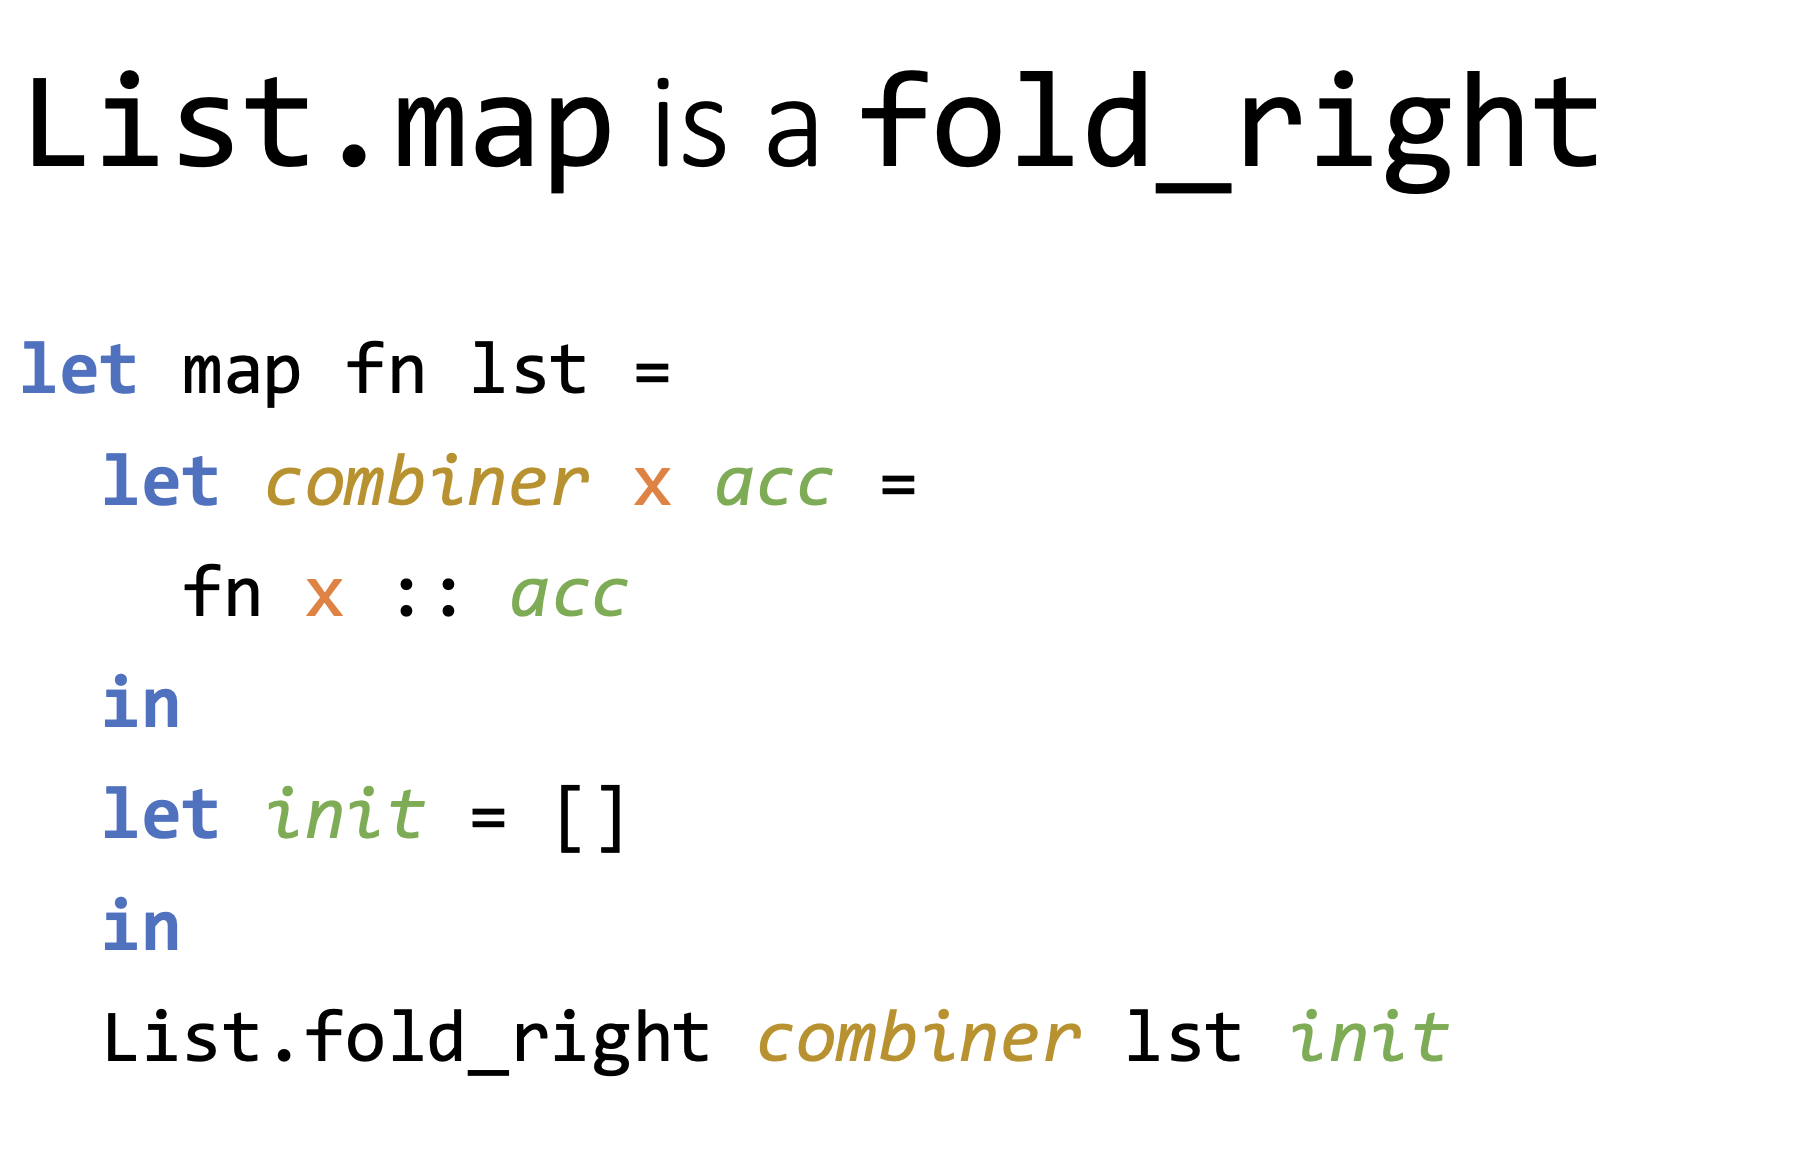 List.map is a fold_right
let map fn lst =
let combiner x acc =
fn x :: acc
in
let init = []
in
List.fold_right combiner lst init